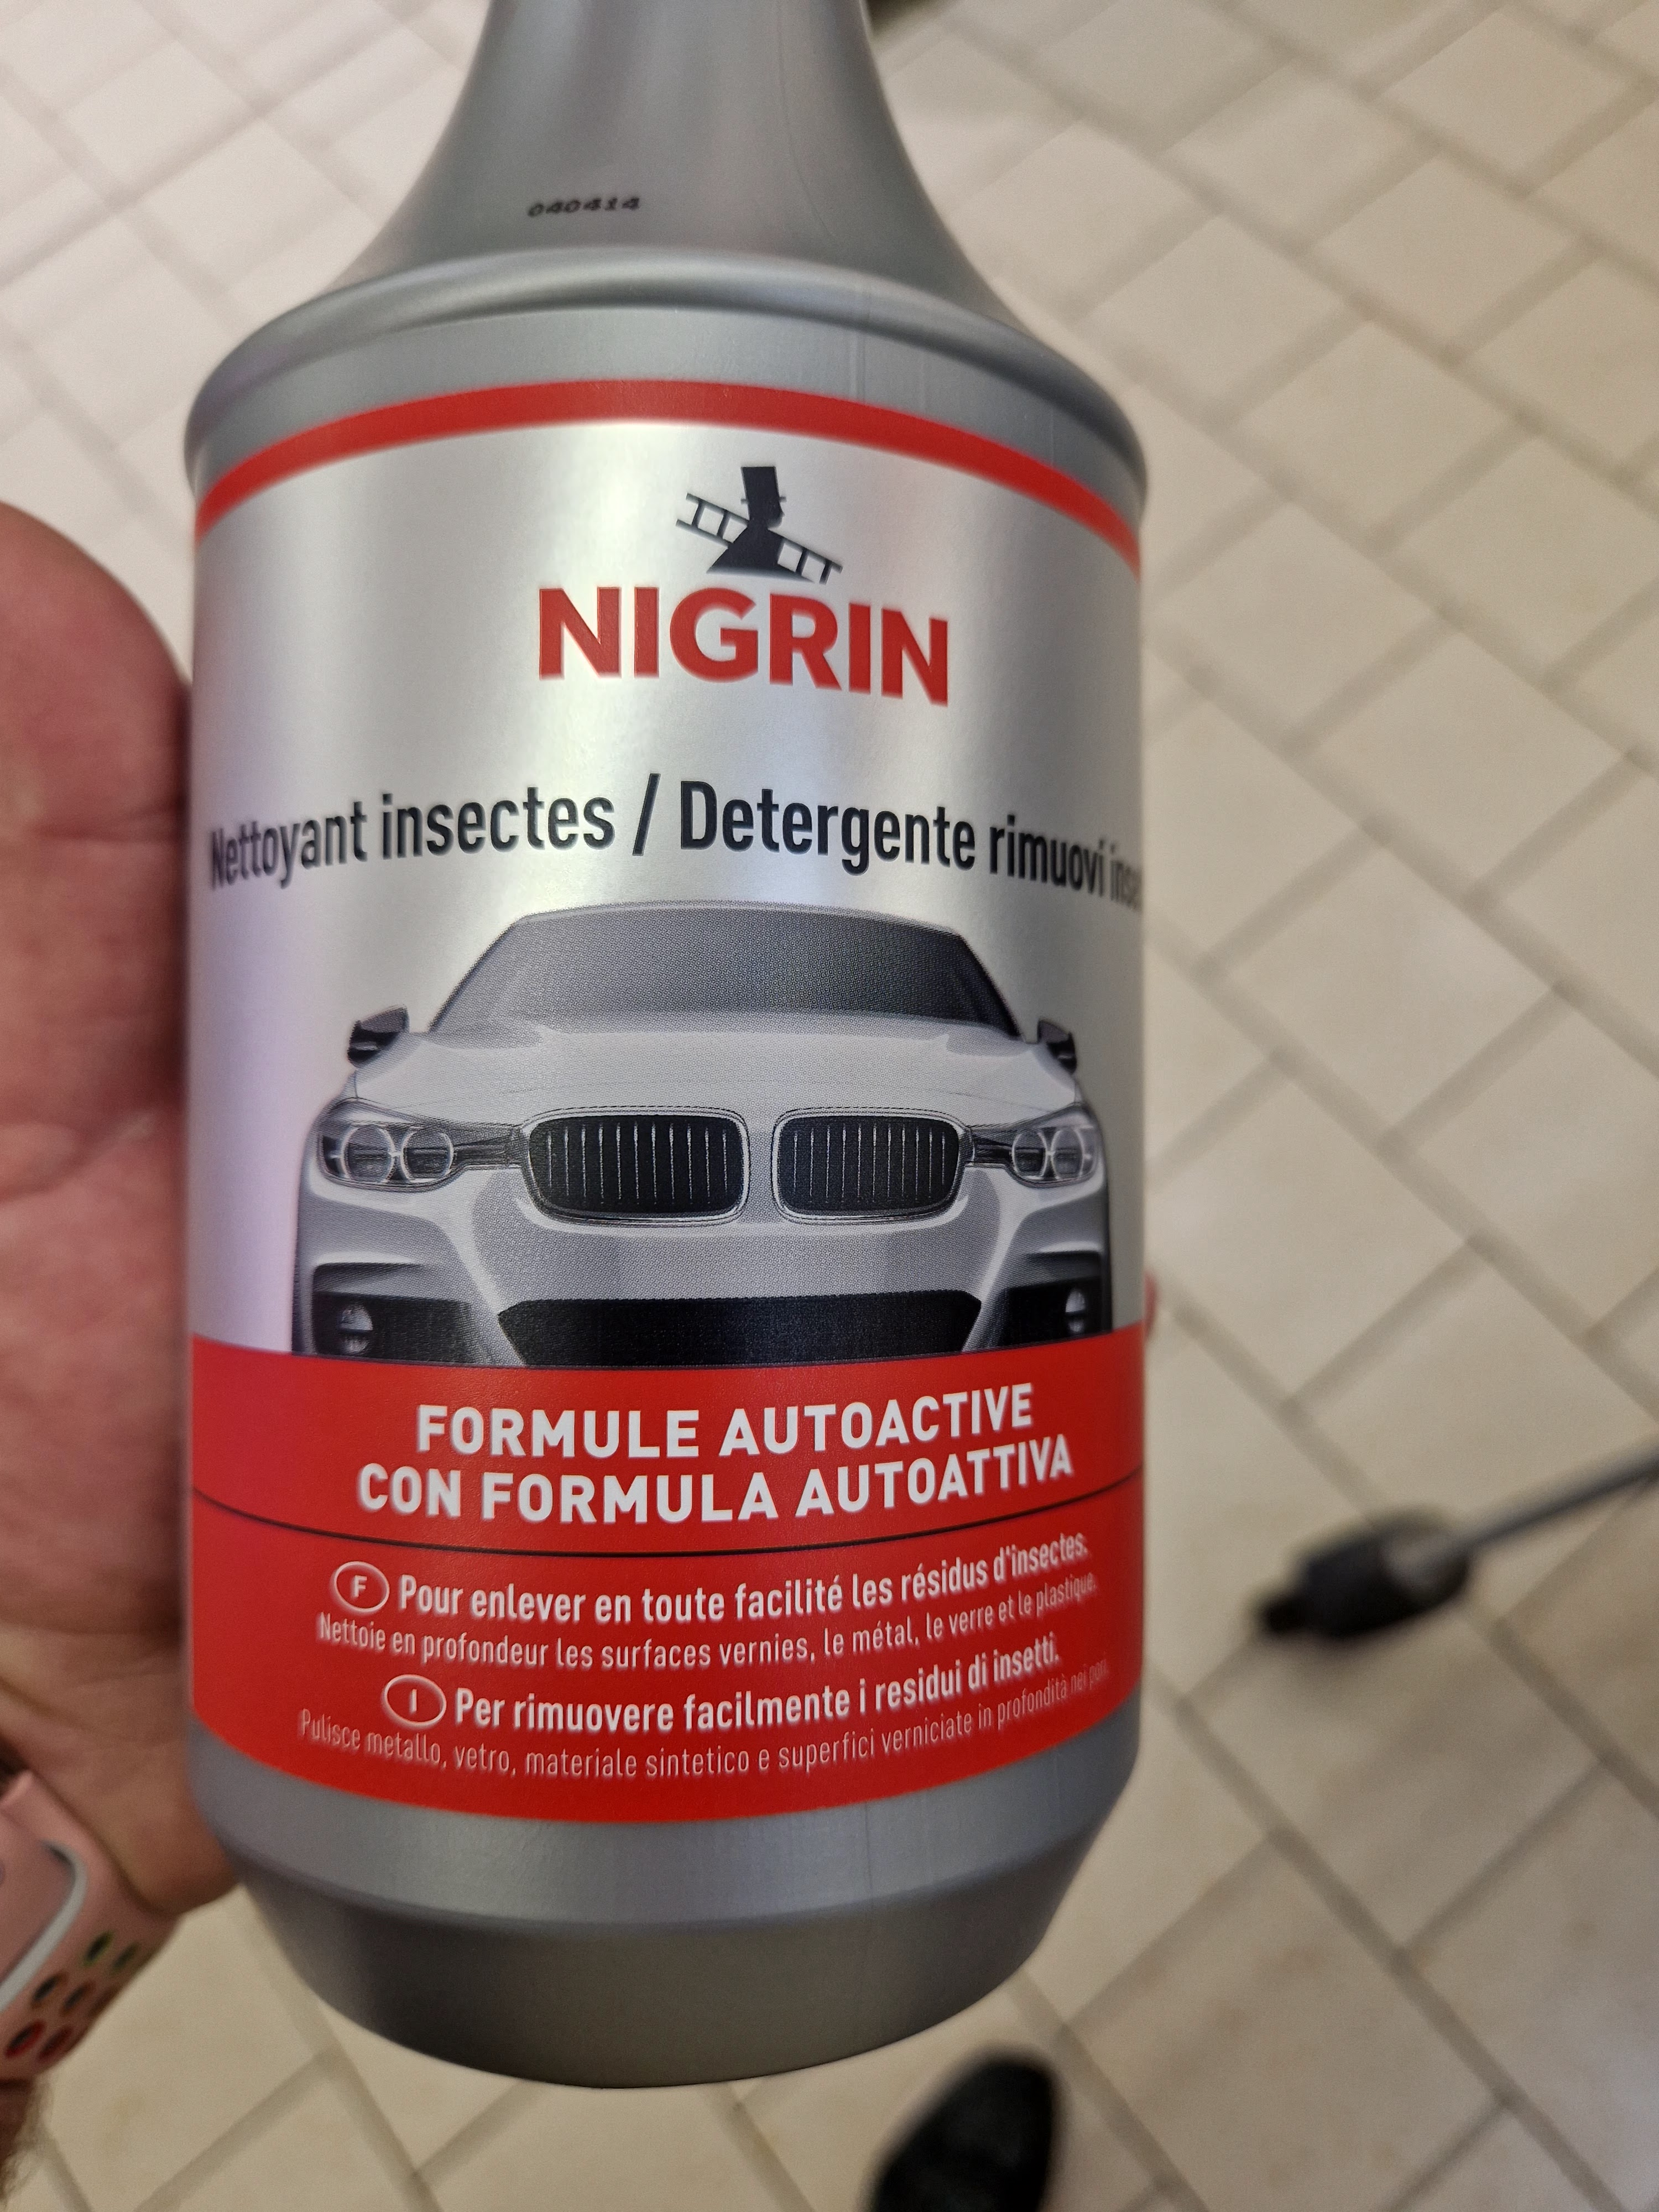 040414
NIGRIN
Nettoyant insectes / Detergente rimuovi
FORMULE AUTOACTIVE
CON FORMULA AUTOATTIVA
F Pour enlever en toute facilité les résidus d'insectes.
Nettoie en profondeur les surfaces vernies, le métal, le verre et le plastique.
I Per rimuovere facilmente i residui di insetti.
Pulisce metallo, vetro, materiale sintetico e superfici verniciate in profondità nei pori.